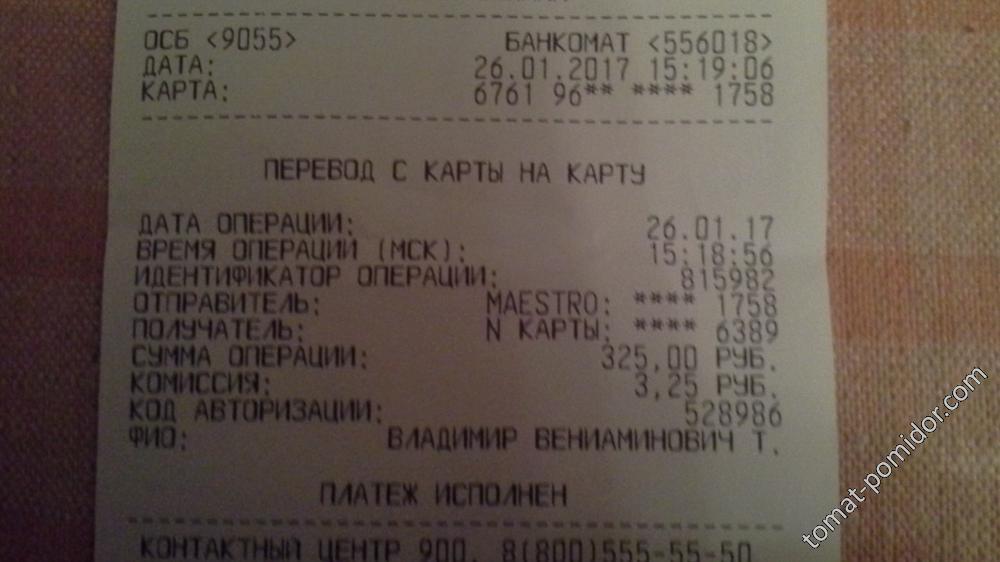 ------------------------------------------
ОСБ <9055> БАНКОМАТ <556018>
ДАТА: 26.01.2017 15:19:06
КАРТА: 6761 96** **** 1758
------------------------------------------
ПЕРЕВОД С КАРТЫ НА КАРТУ
ДАТА ОПЕРАЦИИ: 26.01.17
ВРЕМЯ ОПЕРАЦИИ (МСК): 15:18:56
ИДЕНТИФИКАТОР ОПЕРАЦИИ: 815982
ОТПРАВИТЕЛЬ: MAESTRO: **** 1758
ПОЛУЧАТЕЛЬ: N КАРТЫ: **** 6389
СУММА ОПЕРАЦИИ: 325,00 РУБ.
КОМИССИЯ: 3,25 РУБ.
КОД АВТОРИЗАЦИИ: 528986
ФИО: ВЛАДИМИР ВЕНИАМИНОВИЧ Т.
ПЛАТЕЖ ИСПОЛНЕН
------------------------------------------
КОНТАКТНЫЙ ЦЕНТР 900, 8(800)555-55-50
tomat-pomidor.com